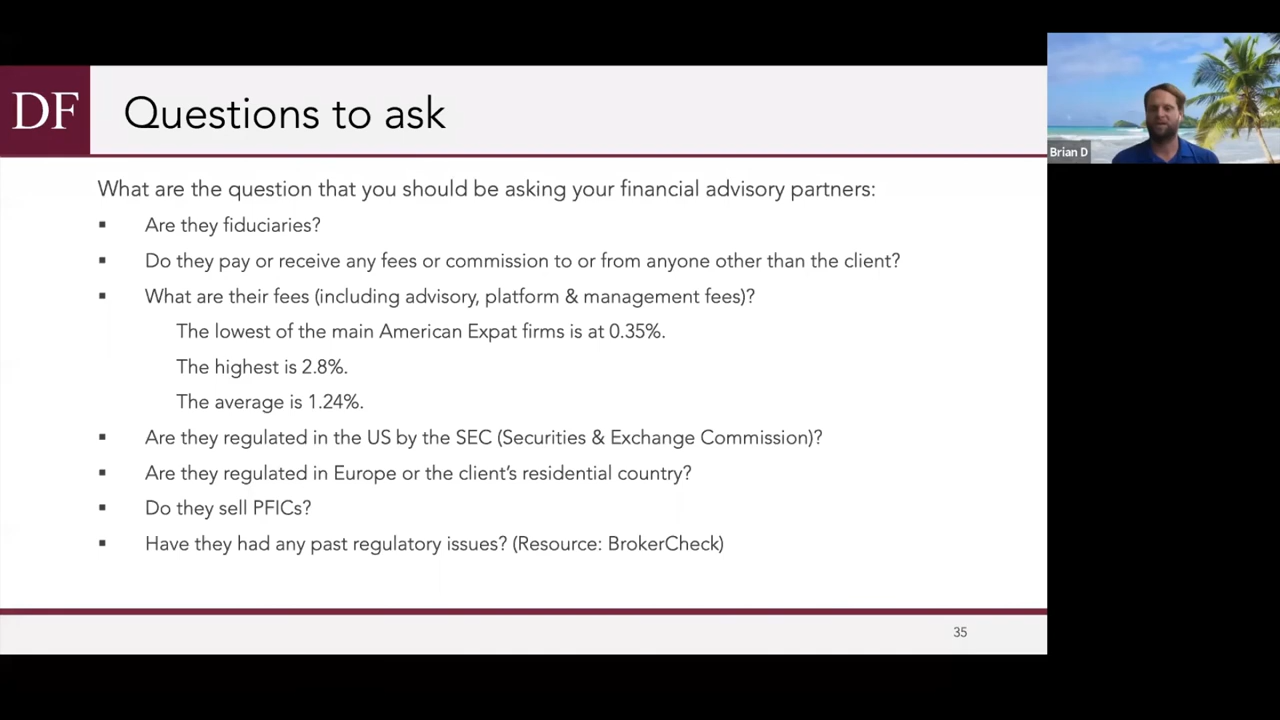 DF
Questions to ask
Brian D
What are the question that you should be asking your financial advisory partners:
▪ Are they fiduciaries?
▪ Do they pay or receive any fees or commission to or from anyone other than the client?
▪ What are their fees (including advisory, platform & management fees)?
The lowest of the main American Expat firms is at 0.35%.
The highest is 2.8%.
The average is 1.24%.
▪ Are they regulated in the US by the SEC (Securities & Exchange Commission)?
▪ Are they regulated in Europe or the client's residential country?
▪ Do they sell PFICs?
▪ Have they had any past regulatory issues? (Resource: BrokerCheck)
35